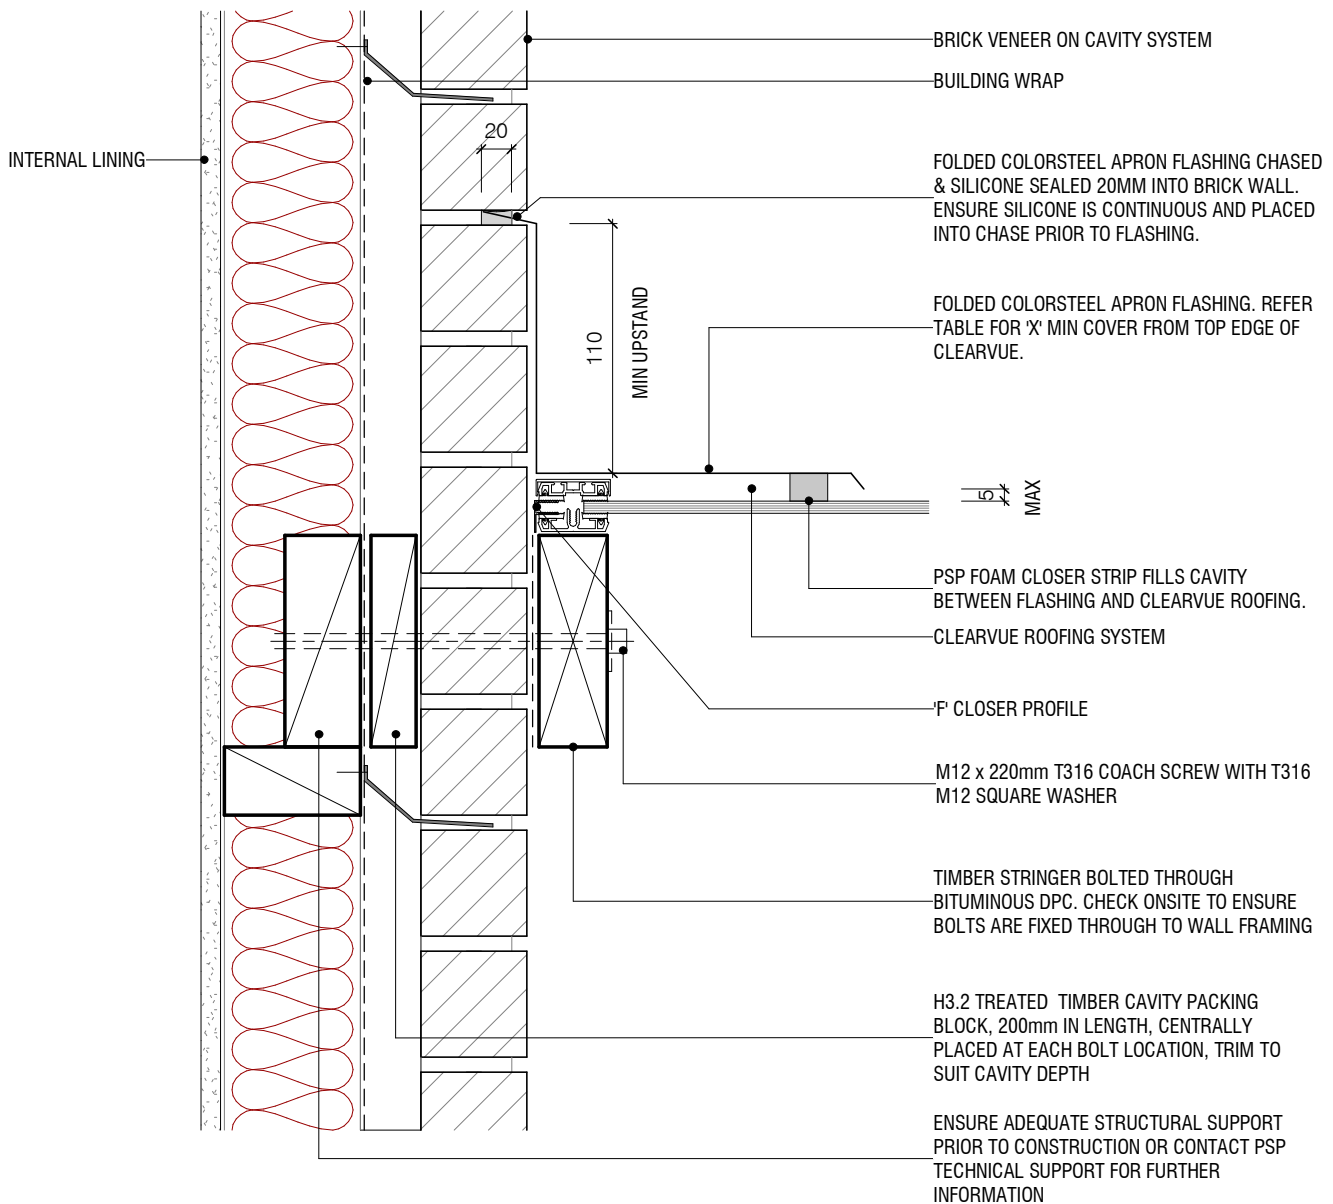 BRICK VENEER ON CAVITY SYSTEM
BUILDING WRAP
INTERNAL LINING
20
FOLDED COLORSTEEL APRON FLASHING CHASED
& SILICONE SEALED 20MM INTO BRICK WALL.
ENSURE SILICONE IS CONTINUOUS AND PLACED
INTO CHASE PRIOR TO FLASHING.
110
MIN UPSTAND
FOLDED COLORSTEEL APRON FLASHING. REFER
TABLE FOR 'X' MIN COVER FROM TOP EDGE OF
CLEARVUE.
5
MAX
PSP FOAM CLOSER STRIP FILLS CAVITY
BETWEEN FLASHING AND CLEARVUE ROOFING.
CLEARVUE ROOFING SYSTEM
'F' CLOSER PROFILE
M12 x 220mm T316 COACH SCREW WITH T316
M12 SQUARE WASHER
TIMBER STRINGER BOLTED THROUGH
BITUMINOUS DPC. CHECK ONSITE TO ENSURE
BOLTS ARE FIXED THROUGH TO WALL FRAMING
H3.2 TREATED  TIMBER CAVITY PACKING
BLOCK, 200mm IN LENGTH, CENTRALLY
PLACED AT EACH BOLT LOCATION, TRIM TO
SUIT CAVITY DEPTH
ENSURE ADEQUATE STRUCTURAL SUPPORT
PRIOR TO CONSTRUCTION OR CONTACT PSP
TECHNICAL SUPPORT FOR FURTHER
INFORMATION